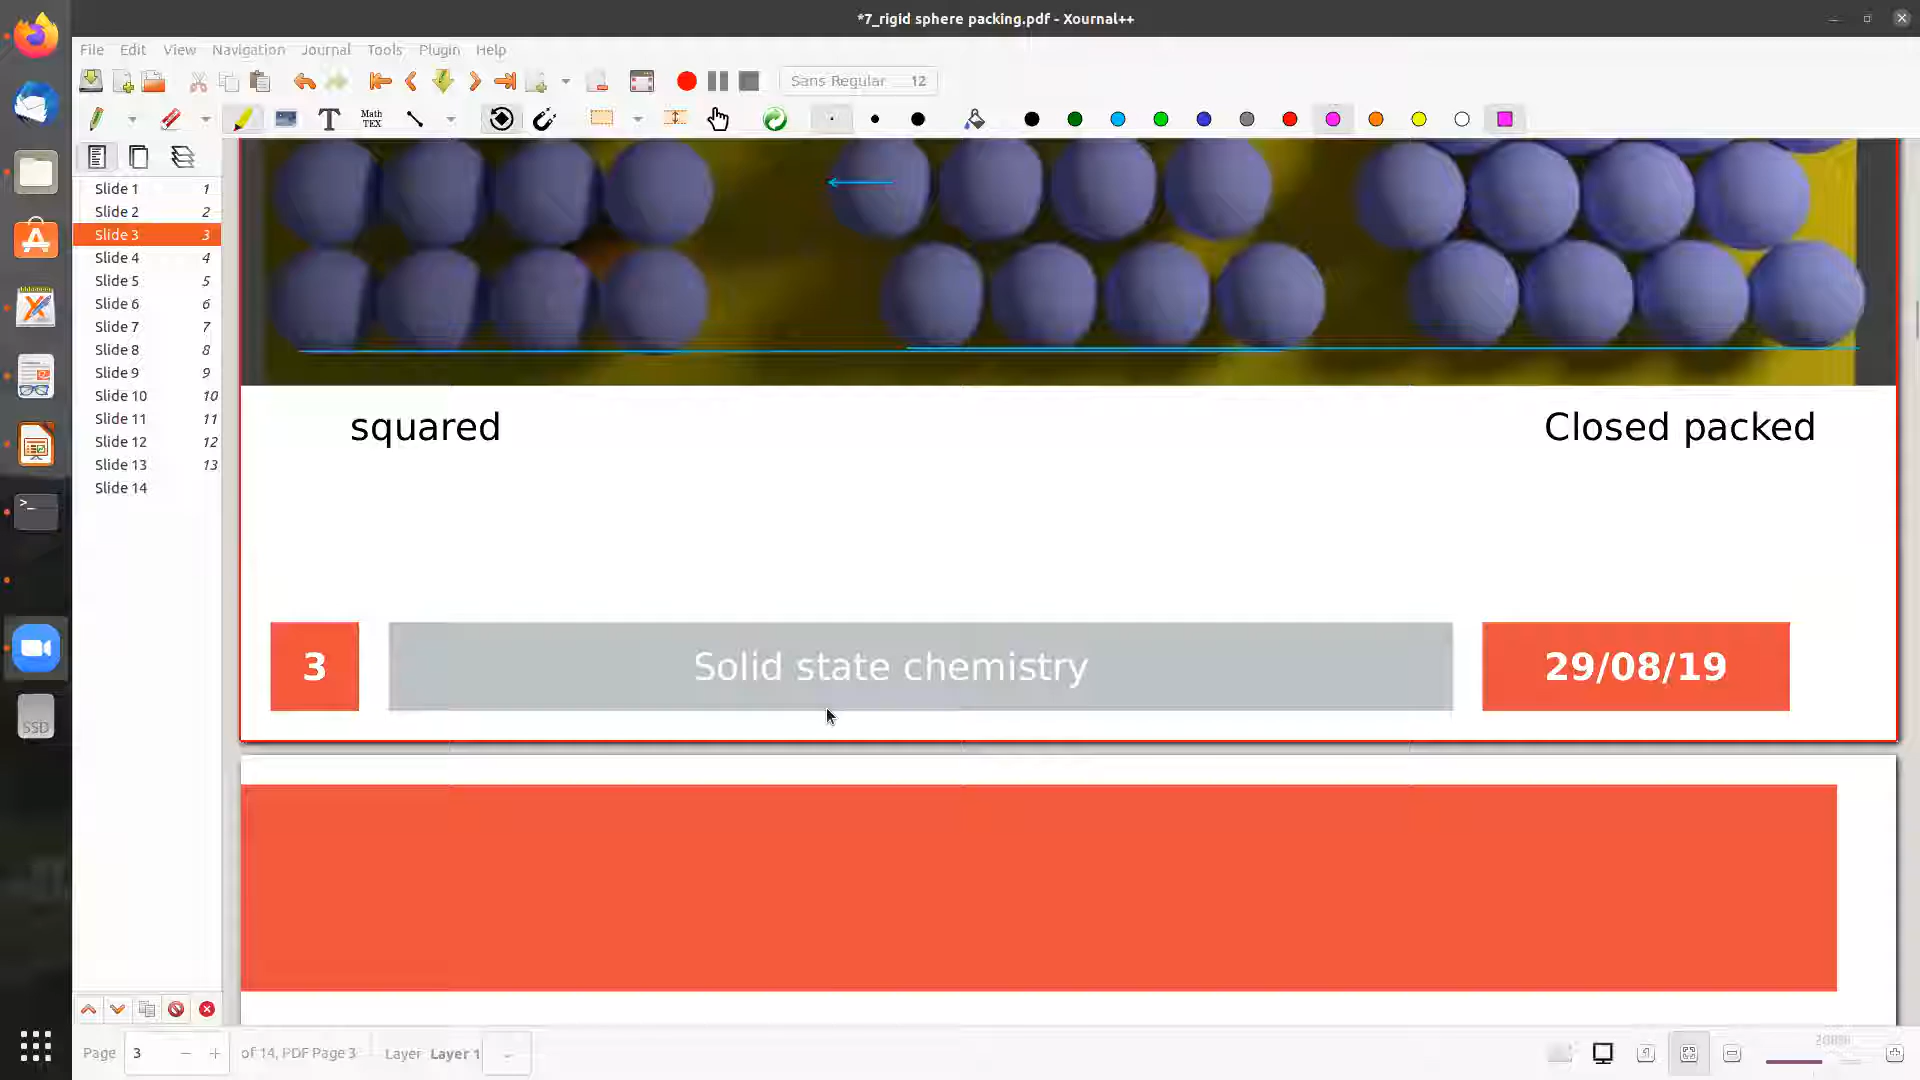 *7_rigid sphere packing.pdf - Xournal++
File Edit View Navigation Journal Tools Plugin Help
Sans Regular 12
T Math TEX
Slide 1 1
Slide 2 2
Slide 3 3
Slide 4 4
Slide 5 5
Slide 6 6
Slide 7 7
Slide 8 8
Slide 9 9
Slide 10 10
Slide 11 11
Slide 12 12
Slide 13 13
Slide 14
squared Closed packed
3 Solid state chemistry 29/08/19
SSD
Page 3 of 14, PDF Page 3 Layer Layer 1